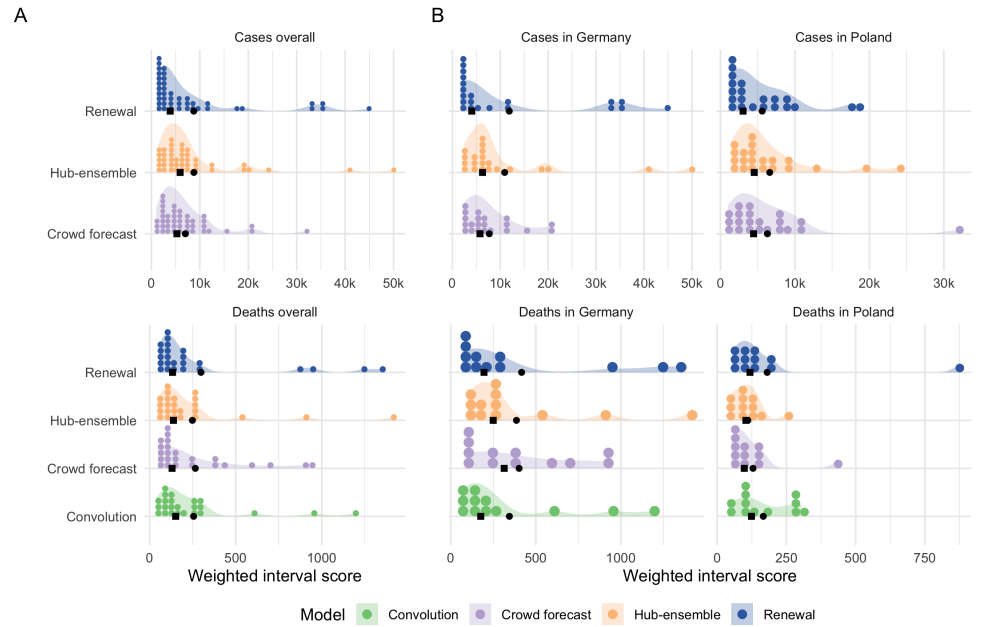 A
B
Cases overall
Cases in Germany
Cases in Poland
Renewal
Hub-ensemble
Crowd forecast
0 10k 20k 30k 40k 50k
0 10k 20k 30k 40k 50k
0 10k 20k 30k
Deaths overall
Deaths in Germany
Deaths in Poland
Renewal
Hub-ensemble
Crowd forecast
Convolution
0 500 1000
0 500 1000
0 250 500 750
Weighted interval score
Weighted interval score
Model Convolution Crowd forecast Hub-ensemble Renewal